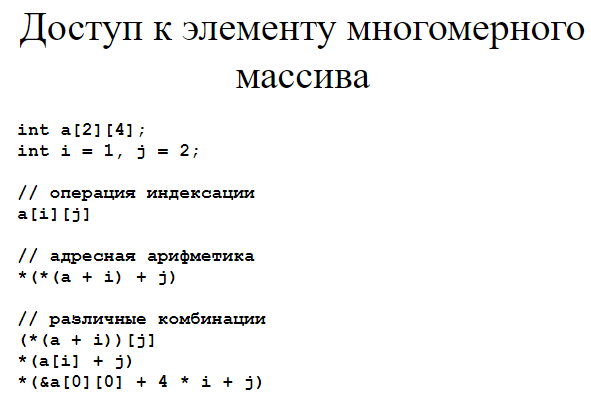 Доступ к элементу многомерного
массива
int a[2][4];
int i = 1, j = 2;
// операция индексации
a[i][j]
// адресная арифметика
*(*(a + i) + j)
// различные комбинации
(*(a + i))[j]
*(a[i] + j)
*(&a[0][0] + 4 * i + j)